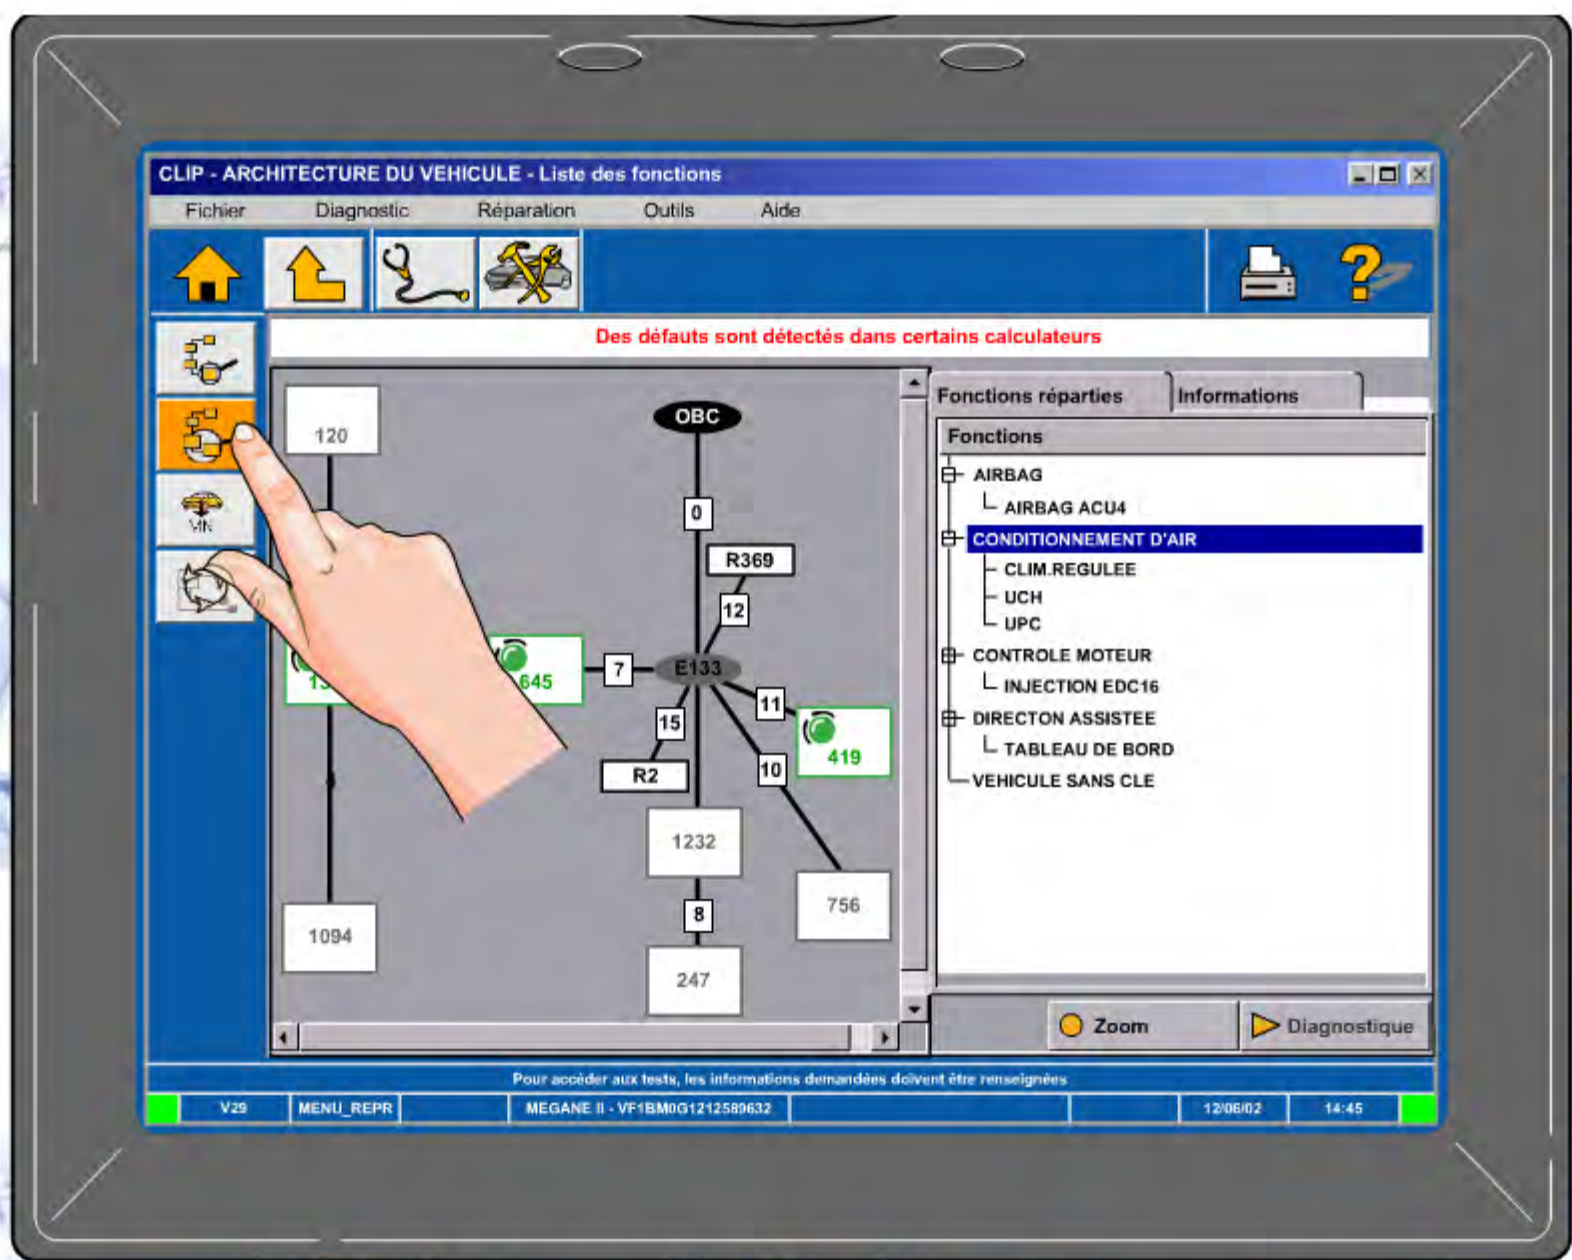 CLIP - ARCHITECTURE DU VEHICULE - Liste des fonctions
Fichier Diagnostic Réparation Outils Aide
Des défauts sont détectés dans certains calculateurs
MN
120
OBC
0
R369
12
E133
7
645
11
419
15
R2
10
1232
756
8
1094
247
Fonctions réparties Informations
Fonctions
AIRBAG
AIRBAG ACU4
CONDITIONNEMENT D'AIR
CLIM.REGULEE
UCH
UPC
CONTROLE MOTEUR
INJECTION EDC16
DIRECTON ASSISTEE
TABLEAU DE BORD
VEHICULE SANS CLE
Zoom Diagnostique
Pour accéder aux tests, les informations demandées doivent être renseignées
V29 MENU_REPR MEGANE II - VF1BM0G1212589632 12/06/02 14:45